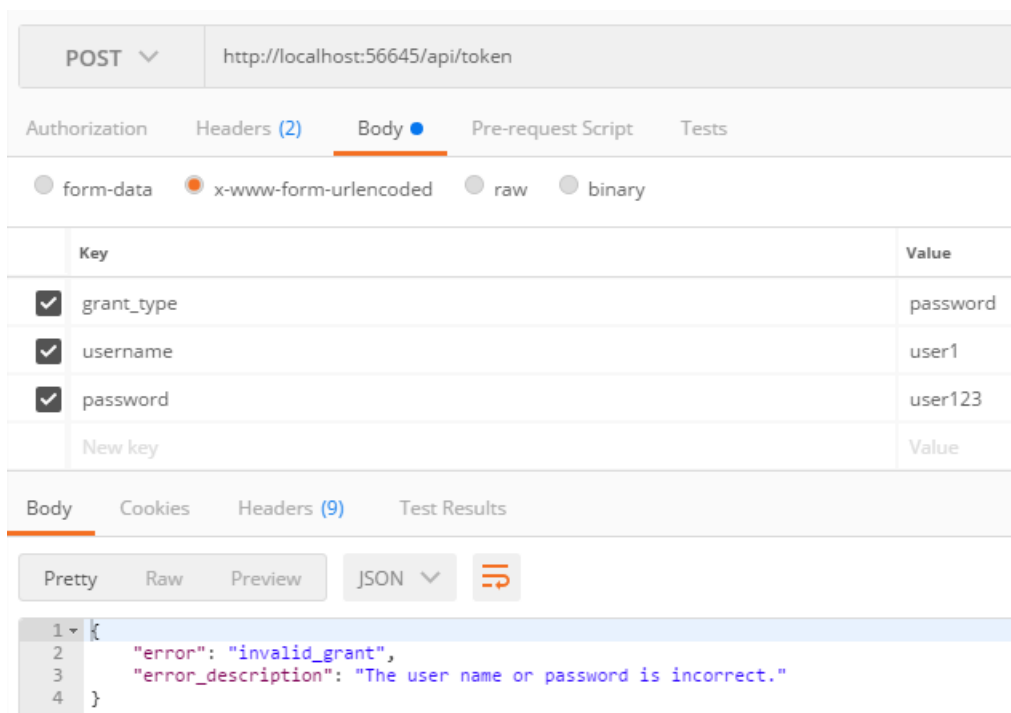 POST http://localhost:56645/api/token
Authorization Headers (2) Body Pre-request Script Tests
form-data x-www-form-urlencoded raw binary
Key Value
grant_type password
username user1
password user123
New key Value
Body Cookies Headers (9) Test Results
Pretty Raw Preview JSON
1 {
2 "error": "invalid_grant",
3 "error_description": "The user name or password is incorrect."
4 }